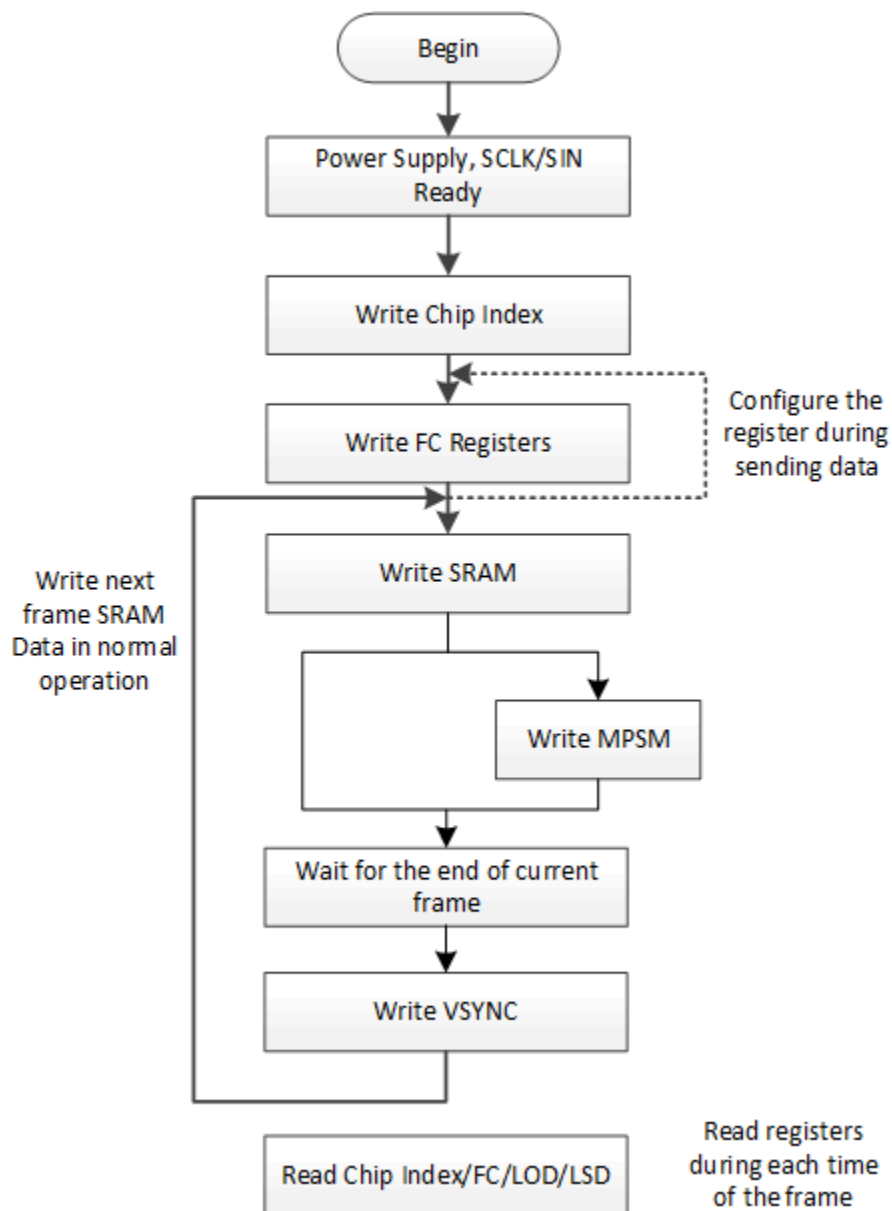 Begin
Power Supply, SCLK/SIN
Ready
Write Chip Index
Write FC Registers
Configure the
register during
sending data
Write SRAM
Write next
frame SRAM
Data in normal
operation
Write MPSM
Wait for the end of current
frame
Write VSYNC
Read Chip Index/FC/LOD/LSD
Read registers
during each time
of the frame